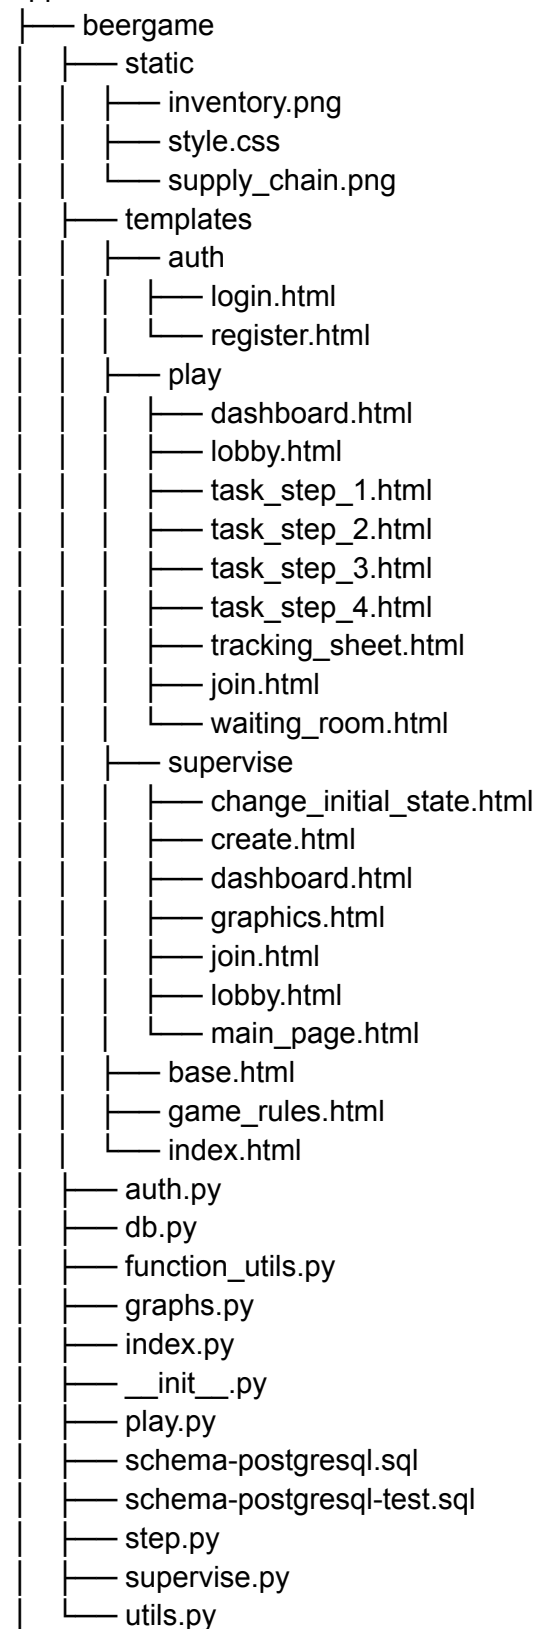 beergame
static
inventory.png
style.css
supply_chain.png
templates
auth
login.html
register.html
play
dashboard.html
lobby.html
task_step_1.html
task_step_2.html
task_step_3.html
task_step_4.html
tracking_sheet.html
join.html
waiting_room.html
supervise
change_initial_state.html
create.html
dashboard.html
graphics.html
join.html
lobby.html
main_page.html
base.html
game_rules.html
index.html
auth.py
db.py
function_utils.py
graphs.py
index.py
__init__.py
play.py
schema-postgresql.sql
schema-postgresql-test.sql
step.py
supervise.py
utils.py